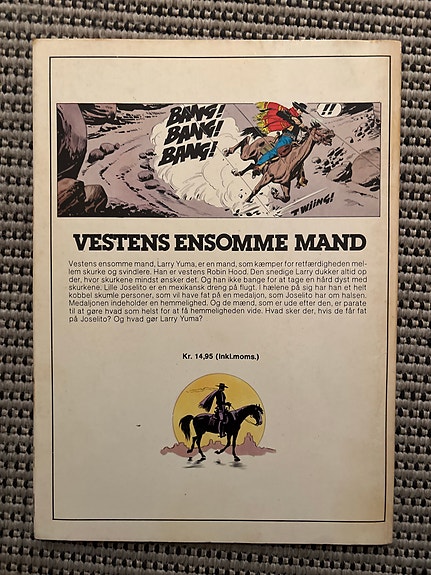 BANG!
BANG!
BANG!
!!
TWIING!
VESTENS ENSOMME MAND
Vestens ensomme mand, Larry Yuma, er en mand, som kæmper for retfærdigheden mel-
lem skurke og svindlere. Han er vestens Robin Hood. Den snedige Larry dukker altid op
der, hvor skurkene mindst ønsker det. Og han ikke bange for at tage en hård dyst med
skurkene. Lille Joselito er en mexikansk dreng på flugt. I hælene på sig har han et helt
kobbel skumle personer, som vil have fat på en medaljon, som Joselito har om halsen.
Medaljonen indeholder en hemmelighed. Og de mænd, som er ude efter den, er parate
til at gøre hvad som helst for at få hemmeligheden vide. Hvad sker der, hvis de får fat
på Joselito? Og hvad gør Larry Yuma?
Kr. 14,95 (Inkl.moms.)